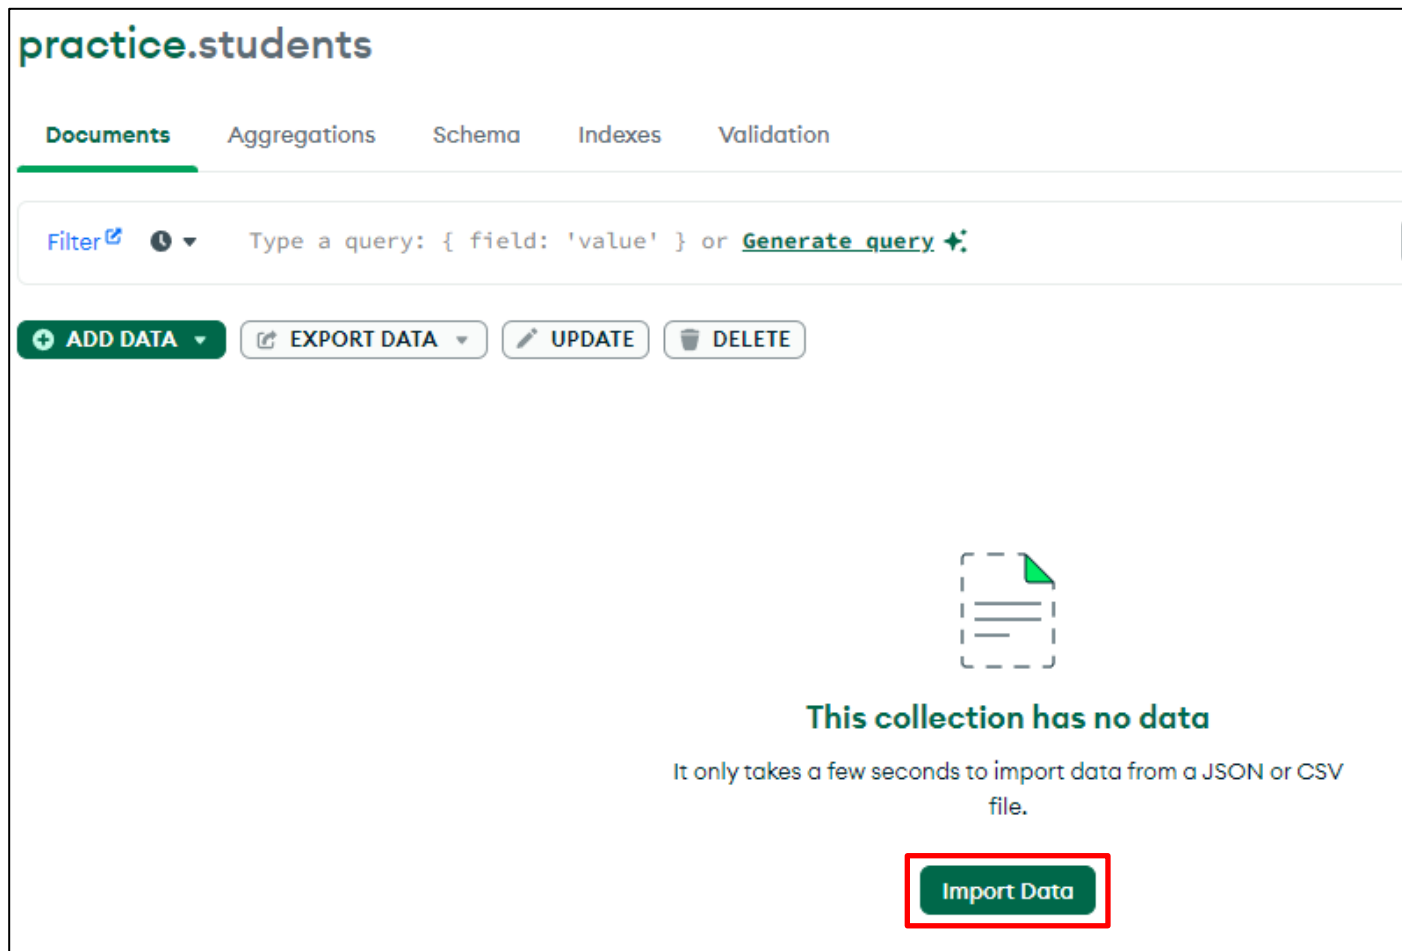 practice.students
Documents Aggregations Schema Indexes Validation
Filter Type a query: { field: 'value' } or Generate query
ADD DATA EXPORT DATA UPDATE DELETE
This collection has no data
It only takes a few seconds to import data from a JSON or CSV
file.
Import Data